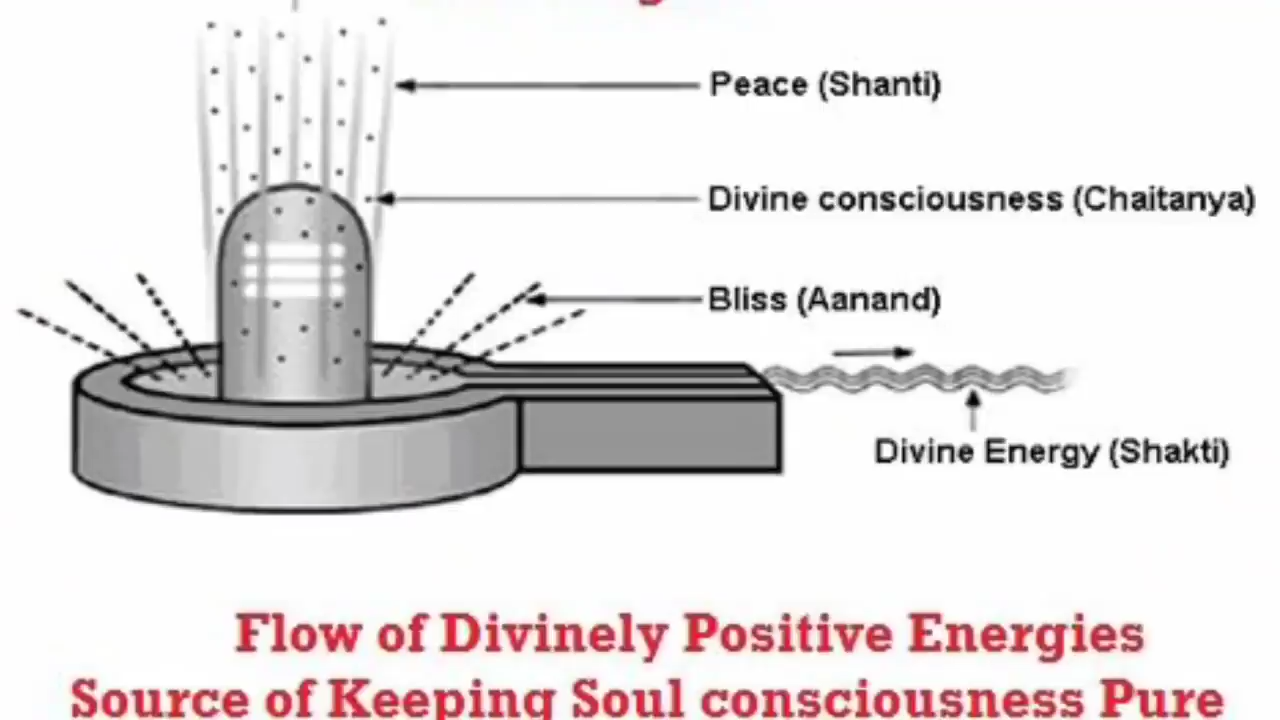 Peace (Shanti)
Divine consciousness (Chaitanya)
Bliss (Aanand)
Divine Energy (Shakti)
Flow of Divinely Positive Energies
Source of Keeping Soul consciousness Pure